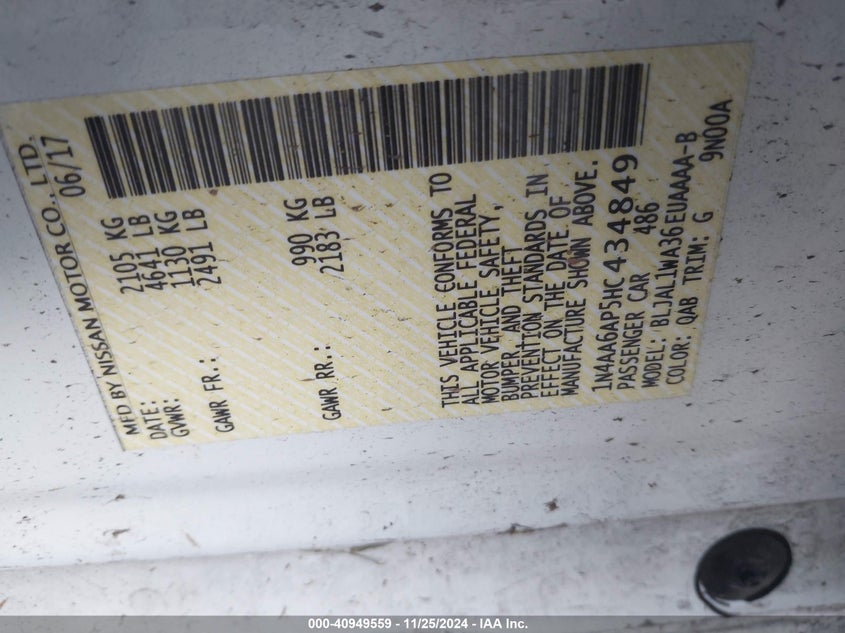 MFD BY NISSAN MOTOR CO., LTD.
DATE: 06/17
GVWR: 2105 KG
4641 LB
GAWR FR.: 1130 KG
2491 LB
GAWR RR.: 990 KG
2183 LB
THIS VEHICLE CONFORMS TO
ALL APPLICABLE FEDERAL
MOTOR VEHICLE SAFETY,
BUMPER, AND THEFT
PREVENTION STANDARDS IN
EFFECT ON THE DATE OF
MANUFACTURE SHOWN ABOVE.
1N4AA6AP5HC434849
PASSENGER CAR 486
MODEL: BLJAL1WA36EUAAAA-B
COLOR: QAB TRIM: G 9N00A
000-40949559 - 11/25/2024 - IAA Inc.